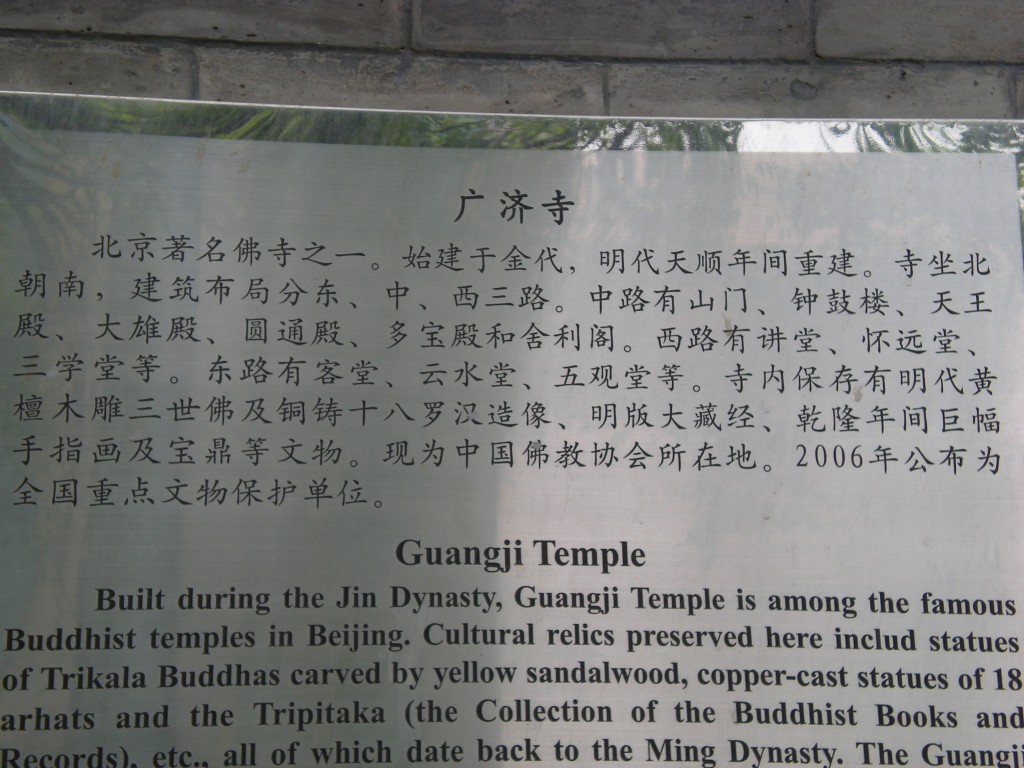 广济寺
北京著名佛寺之一。始建于金代，明代天顺年间重建。寺坐北
朝南，建筑布局分东、中、西三路。中路有山门、钟鼓楼、天王
殿、大雄殿、圆通殿、多宝殿和舍利阁。西路有讲堂、怀远堂、
三学堂等。东路有客堂、云水堂、五观堂等。寺内保存有明代黄
檀木雕三世佛及铜铸十八罗汉造像、明版大藏经、乾隆年间巨幅
手指画及宝鼎等文物。现为中国佛教协会所在地。2006年公布为
全国重点文物保护单位。
Guangji Temple
Built during the Jin Dynasty, Guangji Temple is among the famous
Buddhist temples in Beijing. Cultural relics preserved here includ statues
of Trikala Buddhas carved by yellow sandalwood, copper-cast statues of 18
arhats and the Tripitaka (the Collection of the Buddhist Books and
Records), etc., all of which date back to the Ming Dynasty. The Guangji